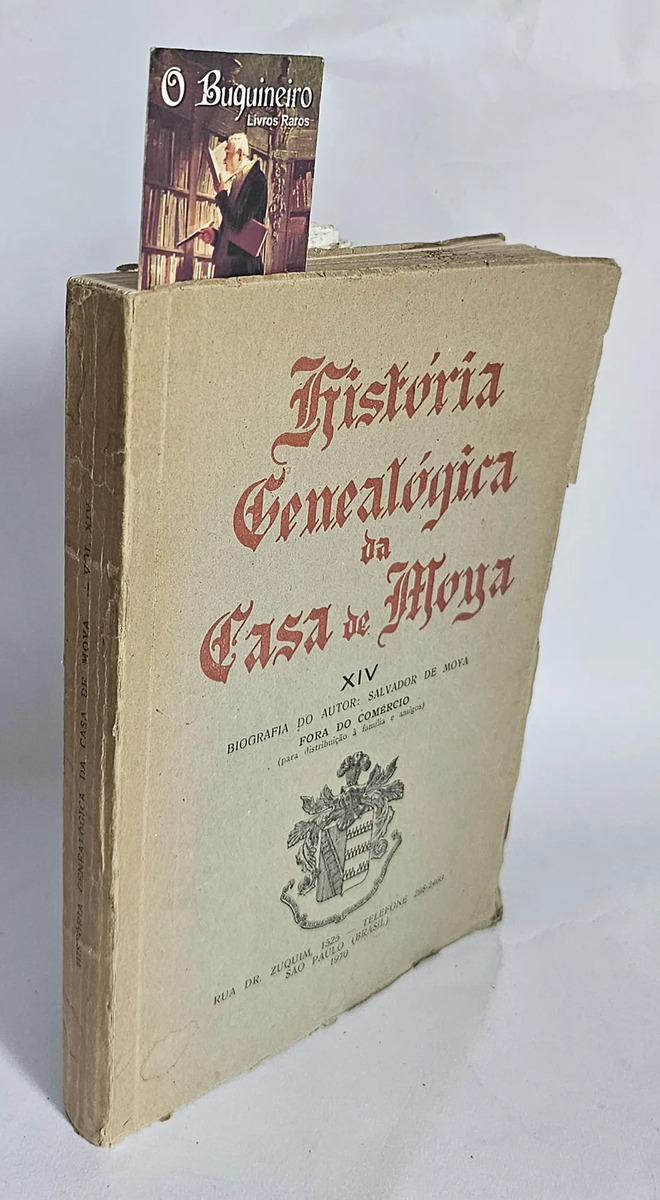 O Buquineiro
Livros Raros
História
Genealógica
da
Casa de Moya
XIV
BIOGRAFIA DO AUTOR: SALVADOR DE MOYA
FORA DO COMÉRCIO
(para distribuição à família e amigos)
RUA DR. ZUQUIM, 1525 — TELEFONE
SÃO PAULO (BRASIL)
1970
HISTÓRIA GENEALÓGICA DA CASA DE MOYA — VOL XIV